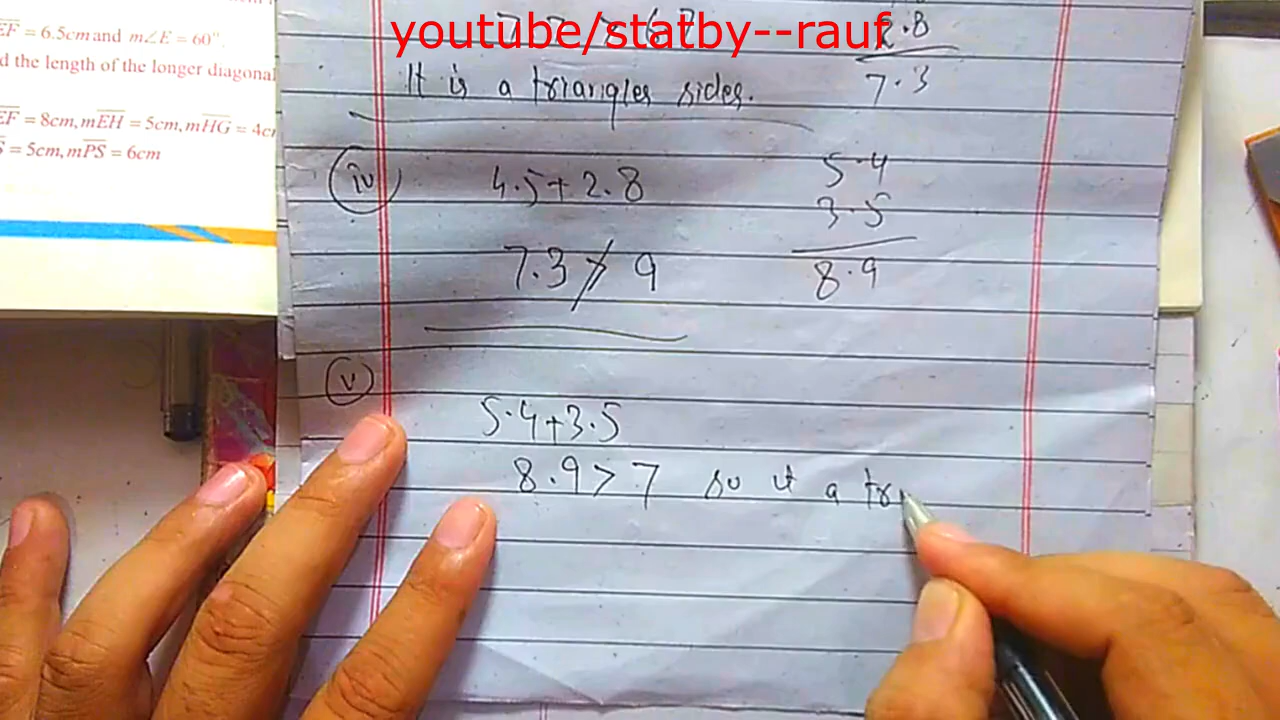 EF = 6.5cm and m∠E = 60°.
d the length of the longer diagonal
EF = 8cm, mEH = 5cm, mHG = 4c
S = 5cm, mPS = 6cm
youtube/statby--rauf
2.8
7.3
It is a triangles sides.
iv
4.5+2.8
7.3 ≯ 9
5.4
3.5
8.9
v
5.4+3.5
8.9 > 7 so it a tr